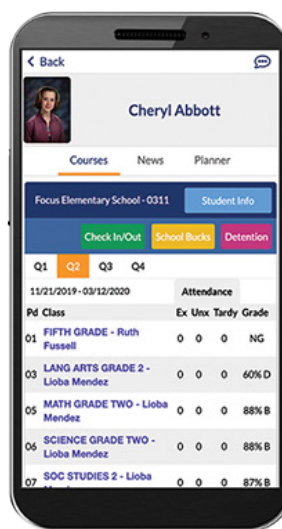 Back
Cheryl Abbott
Courses News Planner
Focus Elementary School - 0311 Student Info
Check In/Out School Bucks Detention
Q1 Q2 Q3 Q4
11/21/2019 - 03/12/2020 Attendance
Pd Class Ex Unx Tardy Grade
01 FIFTH GRADE - Ruth Fussell 0 0 0 NG
03 LANG ARTS GRADE 2 - Lioba Mendez 0 0 0 60% D
05 MATH GRADE TWO - Lioba Mendez 0 0 0 88% B
06 SCIENCE GRADE TWO - Lioba Mendez 0 0 0 88% B
07 SOC STUDIES 2 - Lioba 0 0 0 87% B